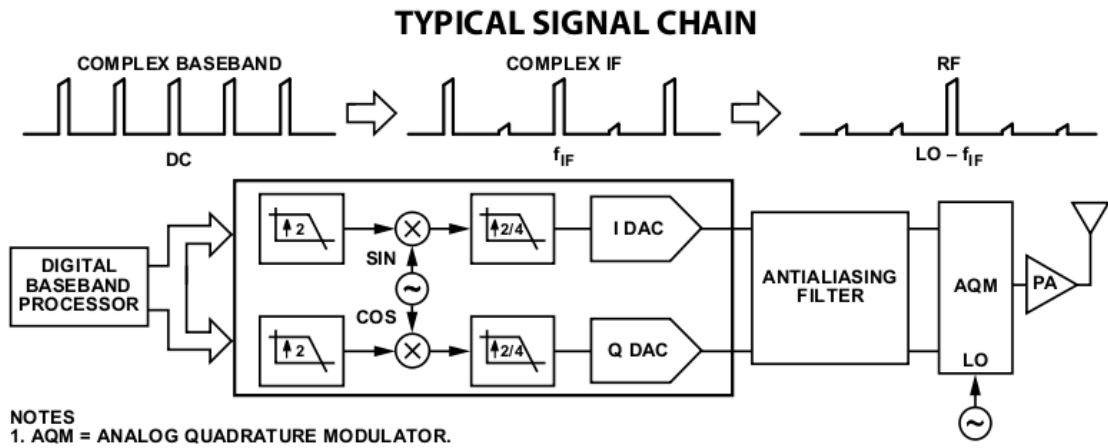 TYPICAL SIGNAL CHAIN
COMPLEX BASEBAND
COMPLEX IF
RF
DC
fIF
LO – fIF
2
2/4
I DAC
SIN
DIGITAL
BASEBAND
PROCESSOR
ANTIALIASING
FILTER
AQM
PA
COS
2
2/4
Q DAC
LO
NOTES
1. AQM = ANALOG QUADRATURE MODULATOR.